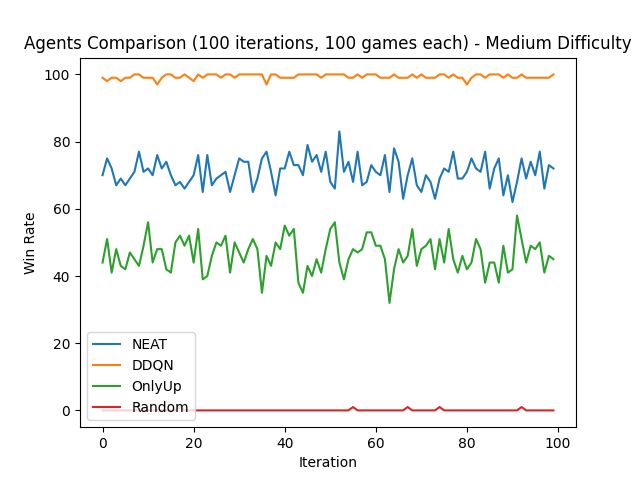 Agents Comparison (100 iterations, 100 games each) - Medium Difficulty
100
80
60
40
20
0
Win Rate
NEAT
DDQN
OnlyUp
Random
0 20 40 60 80 100
Iteration